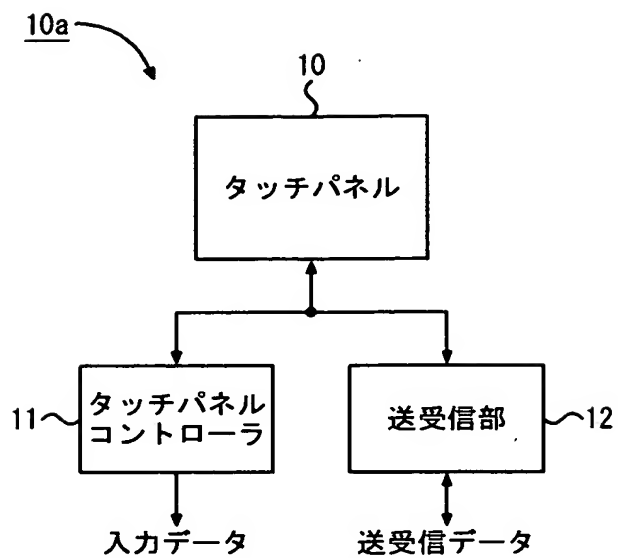 10a
10
タッチパネル
11
タッチパネル
コントローラ
送受信部
12
入力データ
送受信データ